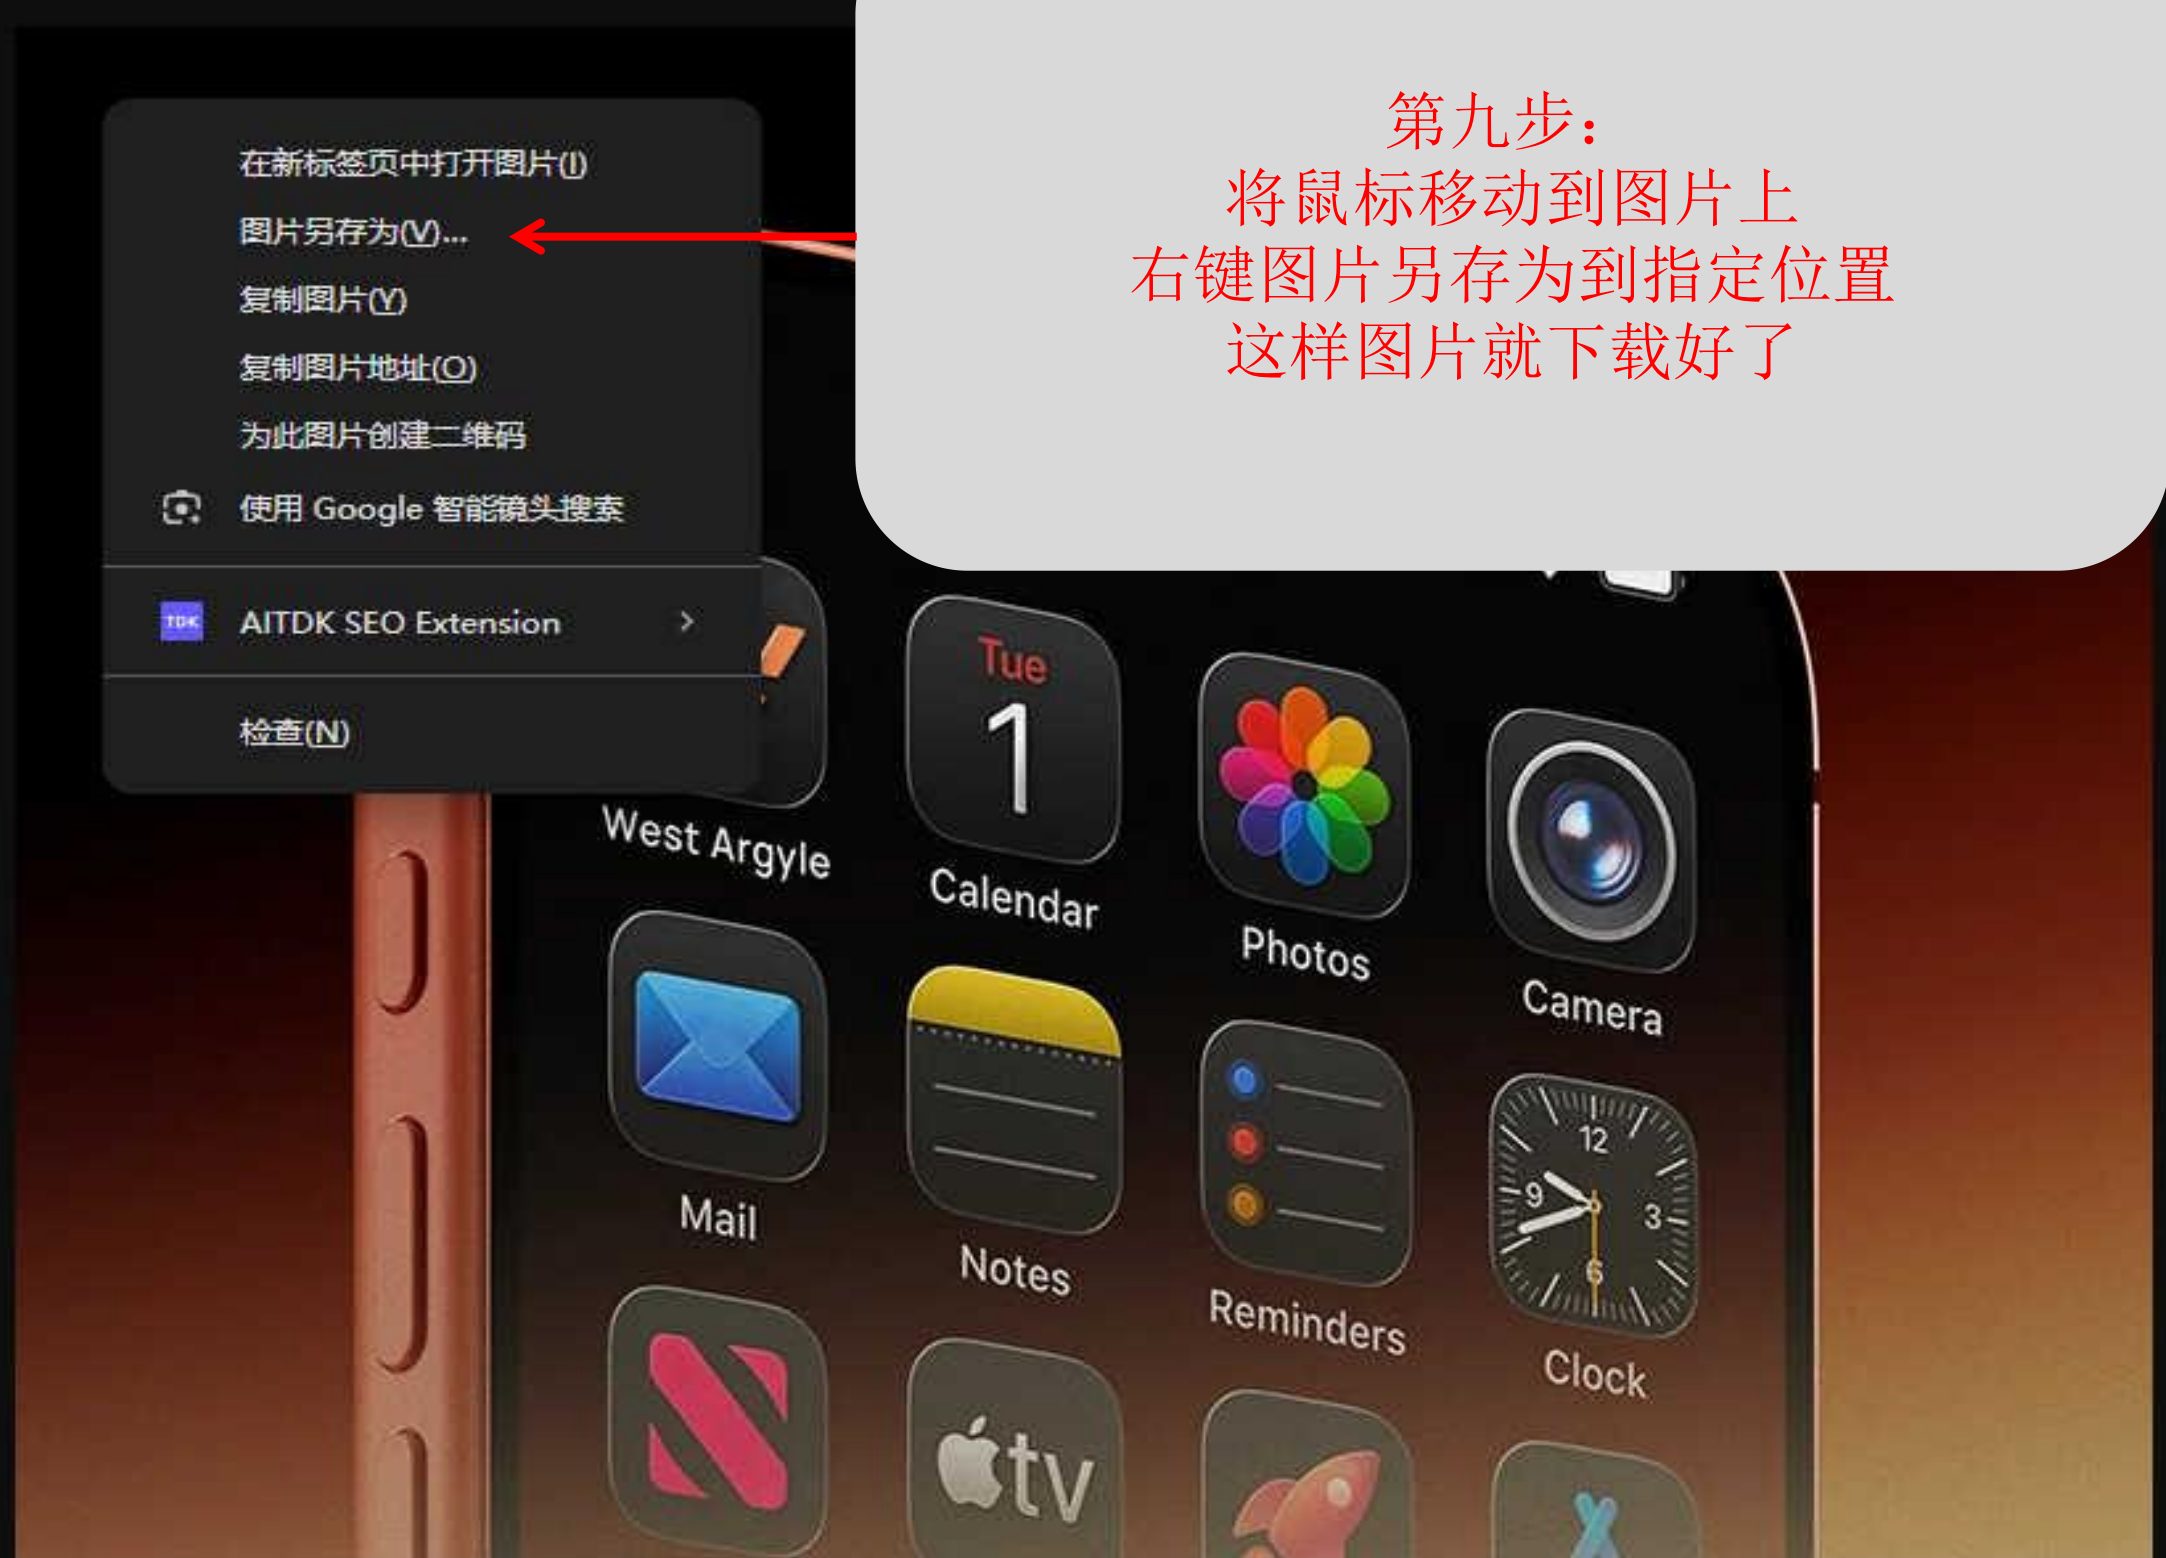 第九步：
将鼠标移动到图片上
右键图片另存为到指定位置
这样图片就下载好了
在新标签页中打开图片(I)
图片另存为(V)...
复制图片(Y)
复制图片地址(O)
为此图片创建二维码
使用 Google 智能镜头搜索
TDK AITDK SEO Extension
检查(N)
West Argyle
Tue
1
Calendar
Photos
Camera
Mail
Notes
Reminders
12
9
3
6
Clock
tv